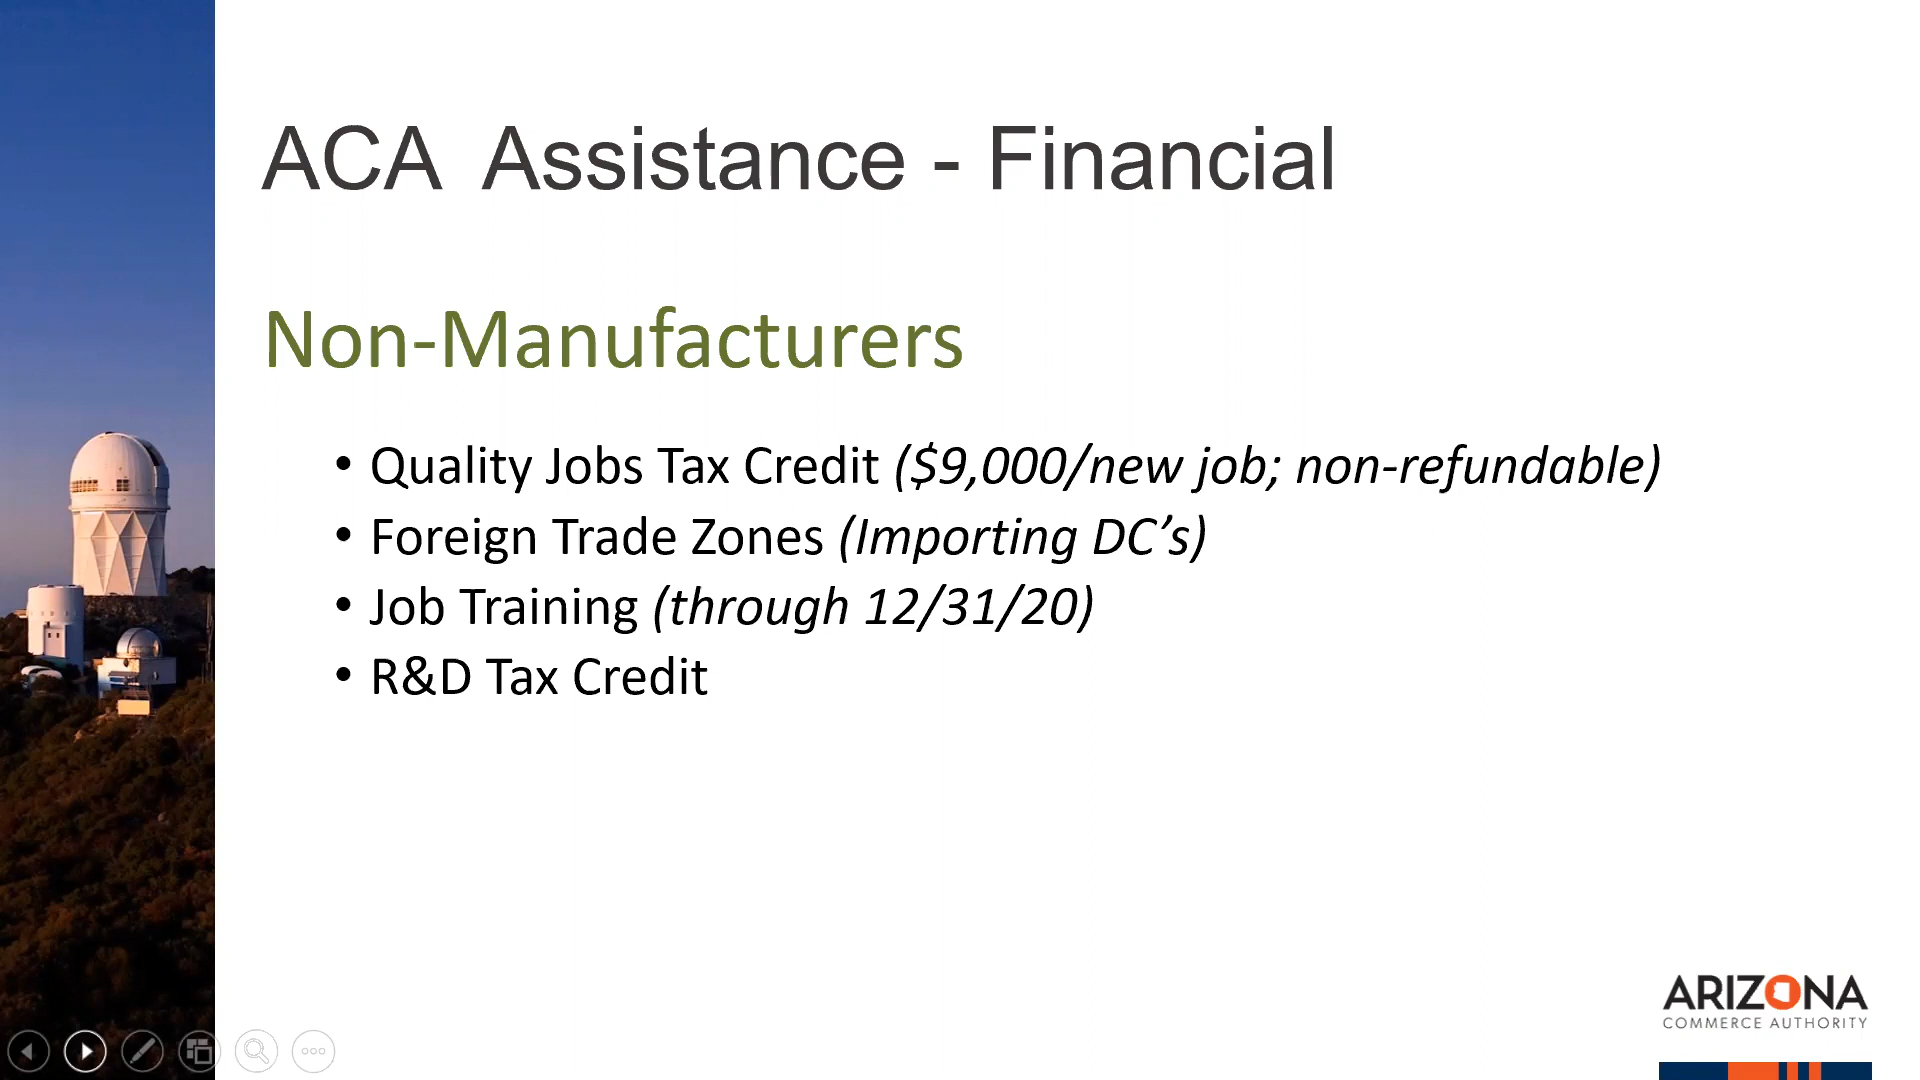 ACA Assistance - Financial
Non-Manufacturers
• Quality Jobs Tax Credit ($9,000/new job; non-refundable)
• Foreign Trade Zones (Importing DC’s)
• Job Training (through 12/31/20)
• R&D Tax Credit
ARIZONA
COMMERCE AUTHORITY